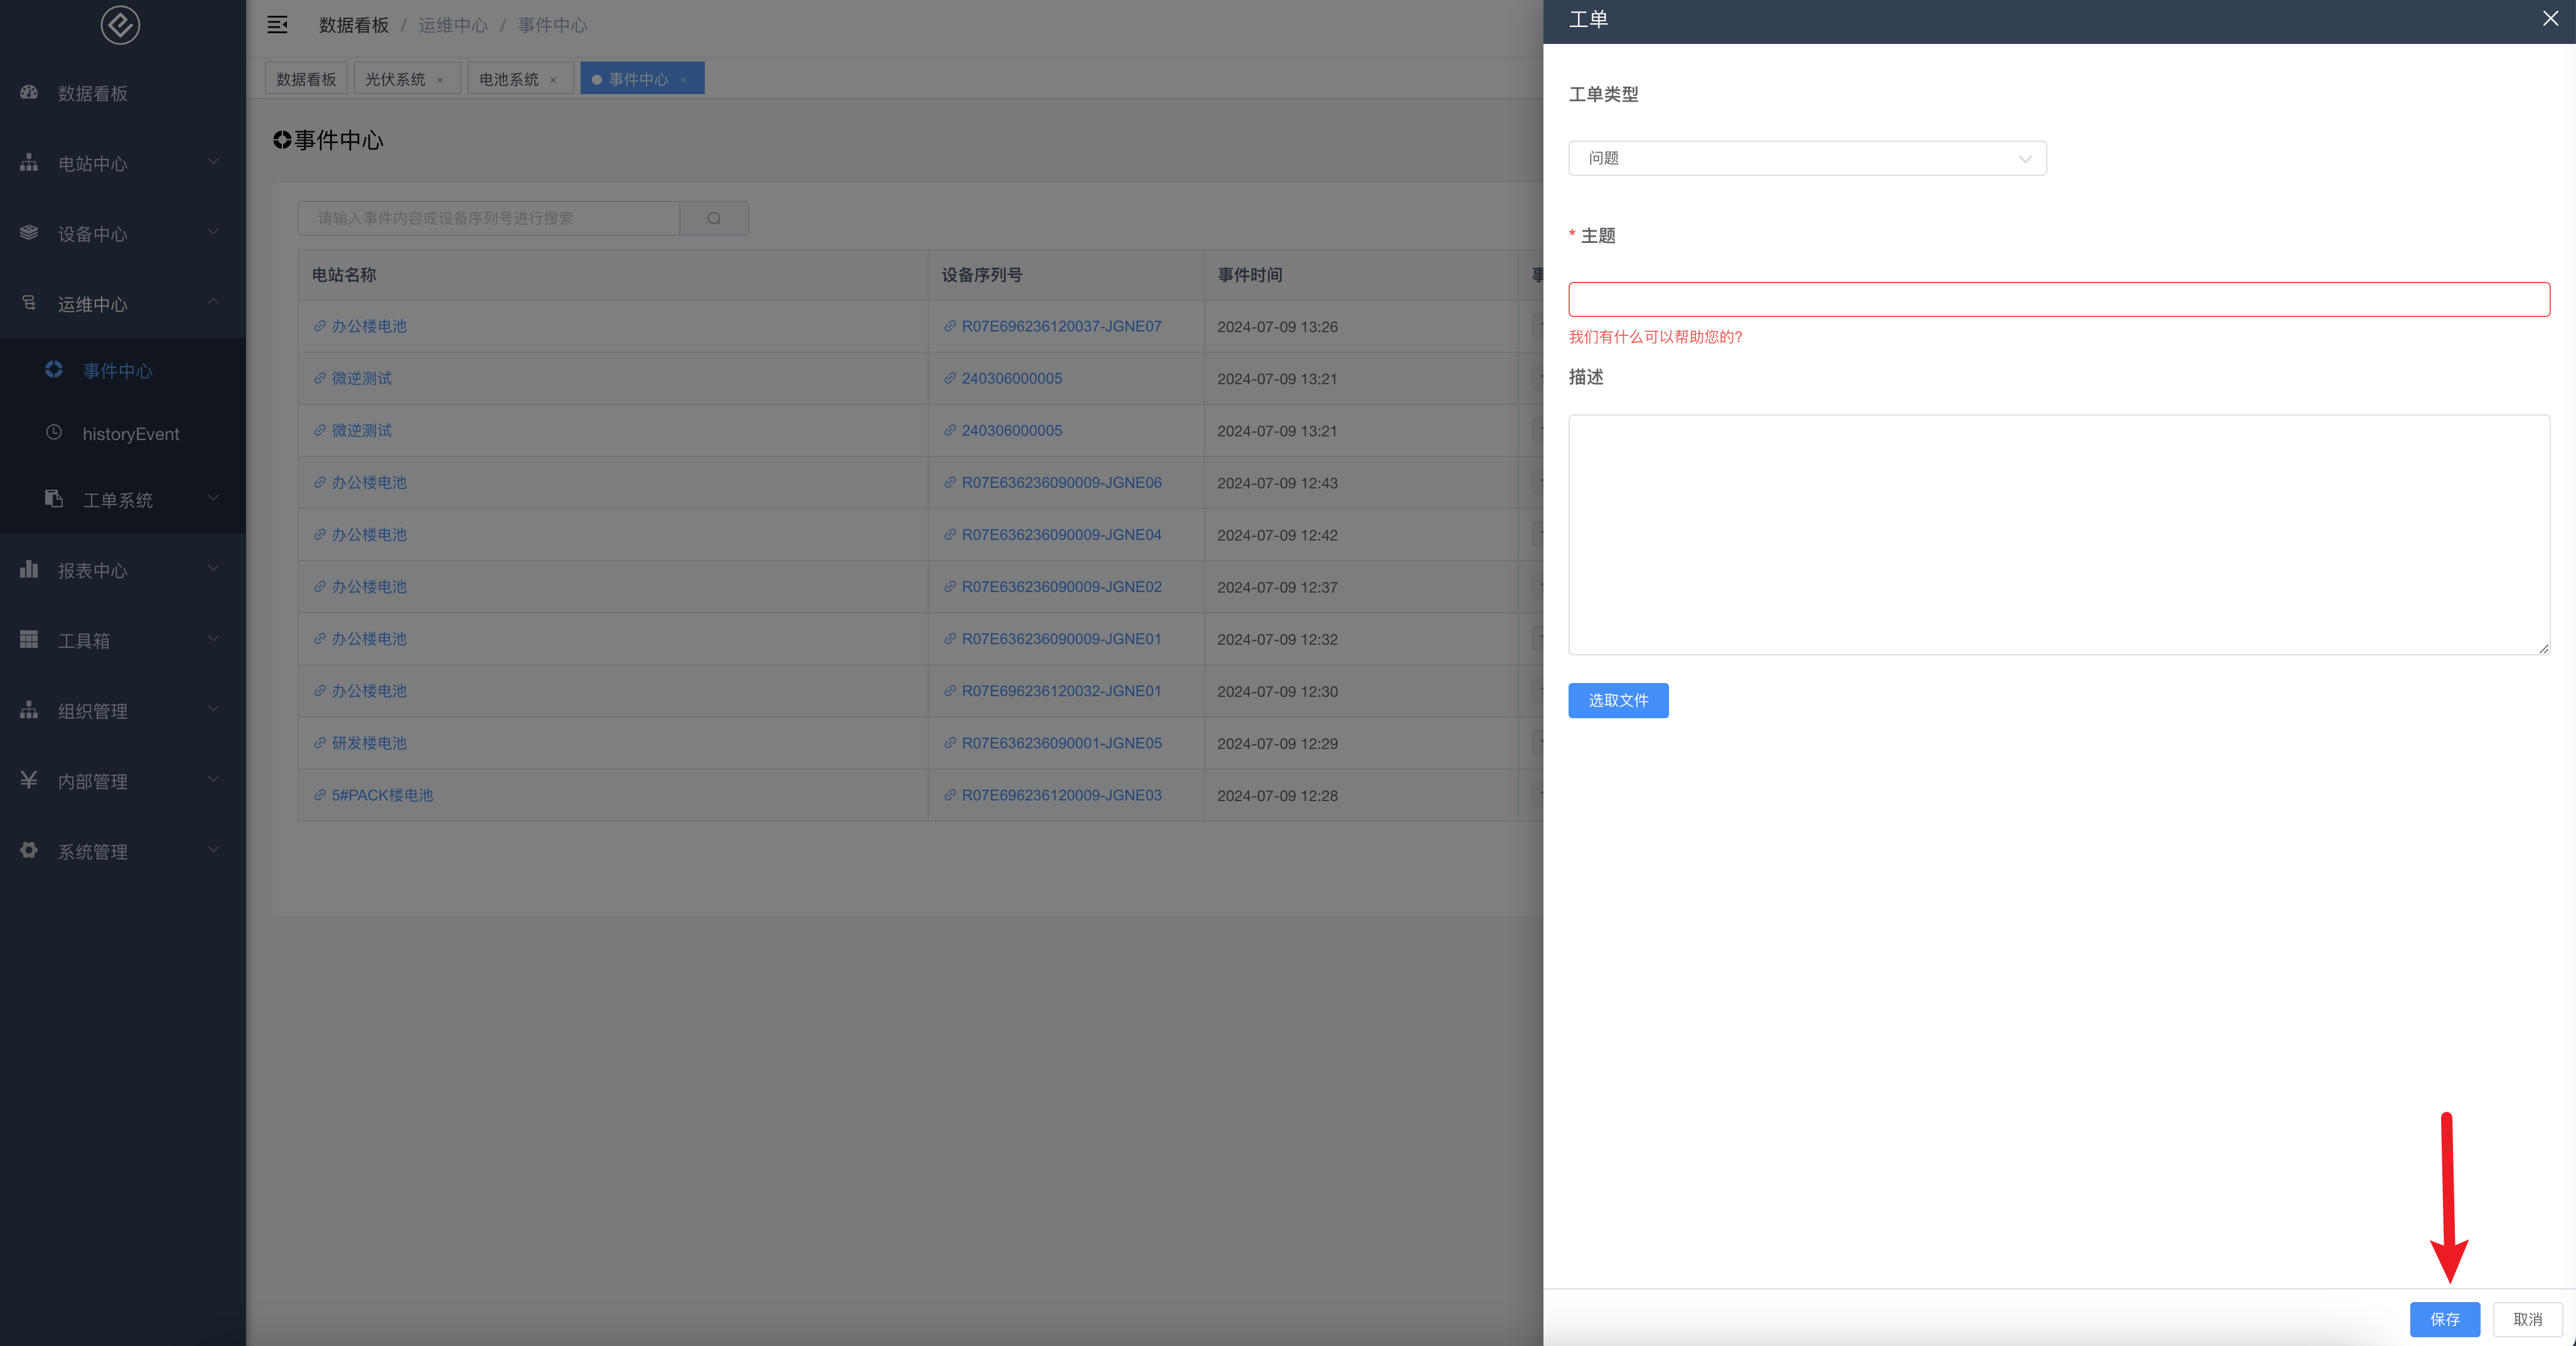 数据看板
电站中心
设备中心
运维中心
事件中心
historyEvent
工单系统
报表中心
工具箱
组织管理
内部管理
系统管理
数据看板 / 运维中心 / 事件中心
数据看板 光伏系统 × 电池系统 × 事件中心 ×
事件中心
请输入事件内容或设备序列号进行搜索
电站名称 设备序列号 事件时间
办公楼电池 R07E696236120037-JGNE07 2024-07-09 13:26
微逆测试 240306000005 2024-07-09 13:21
微逆测试 240306000005 2024-07-09 13:21
办公楼电池 R07E636236090009-JGNE06 2024-07-09 12:43
办公楼电池 R07E636236090009-JGNE04 2024-07-09 12:42
办公楼电池 R07E636236090009-JGNE02 2024-07-09 12:37
办公楼电池 R07E636236090009-JGNE01 2024-07-09 12:32
办公楼电池 R07E696236120032-JGNE01 2024-07-09 12:30
研发楼电池 R07E636236090001-JGNE05 2024-07-09 12:29
5#PACK楼电池 R07E696236120009-JGNE03 2024-07-09 12:28
工单
工单类型
问题
* 主题
我们有什么可以帮助您的?
描述
选取文件
保存 取消